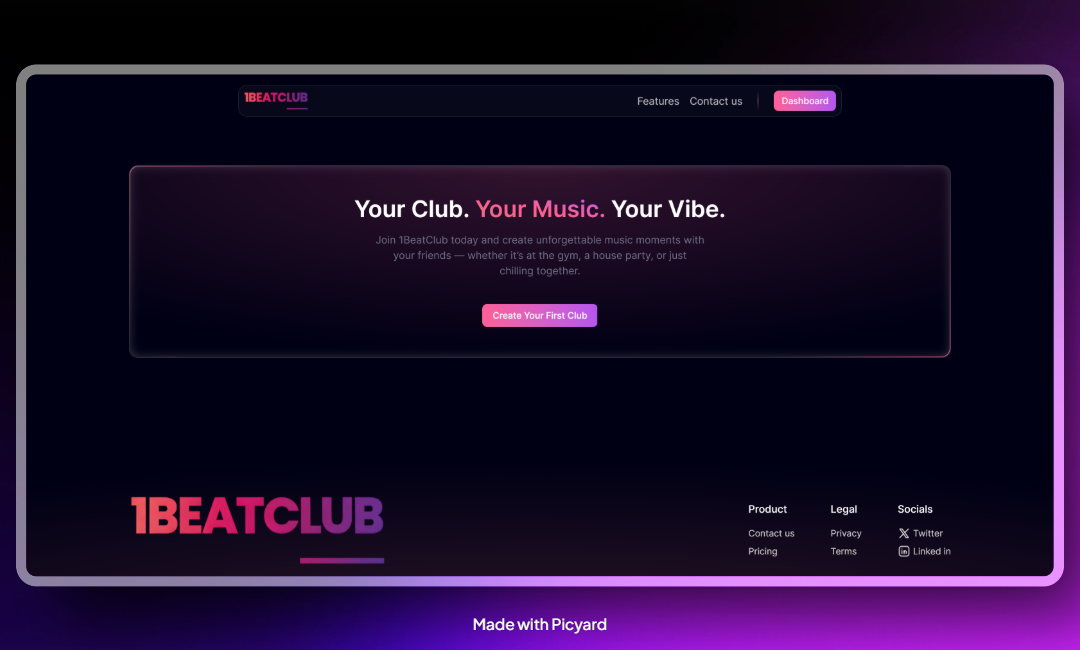 1BEATCLUB
Features Contact us Dashboard
Your Club. Your Music. Your Vibe.
Join 1BeatClub today and create unforgettable music moments with
your friends — whether it's at the gym, a house party, or just
chilling together.
Create Your First Club
1BEATCLUB
Product
Contact us
Pricing
Legal
Privacy
Terms
Socials
Twitter
Linked in
Made with Picyard